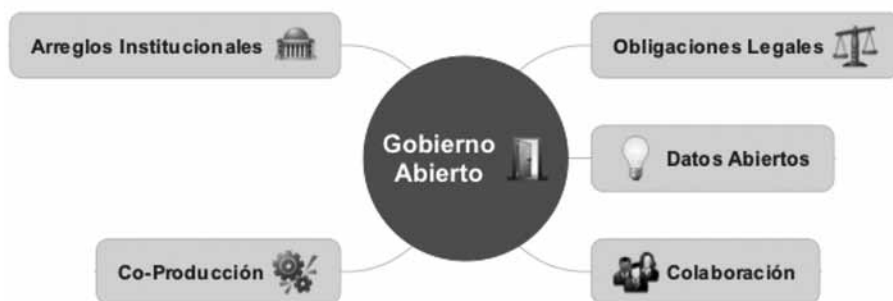 Arreglos Institucionales
Obligaciones Legales
Gobierno
Abierto
Datos Abiertos
Co-Producción
Colaboración